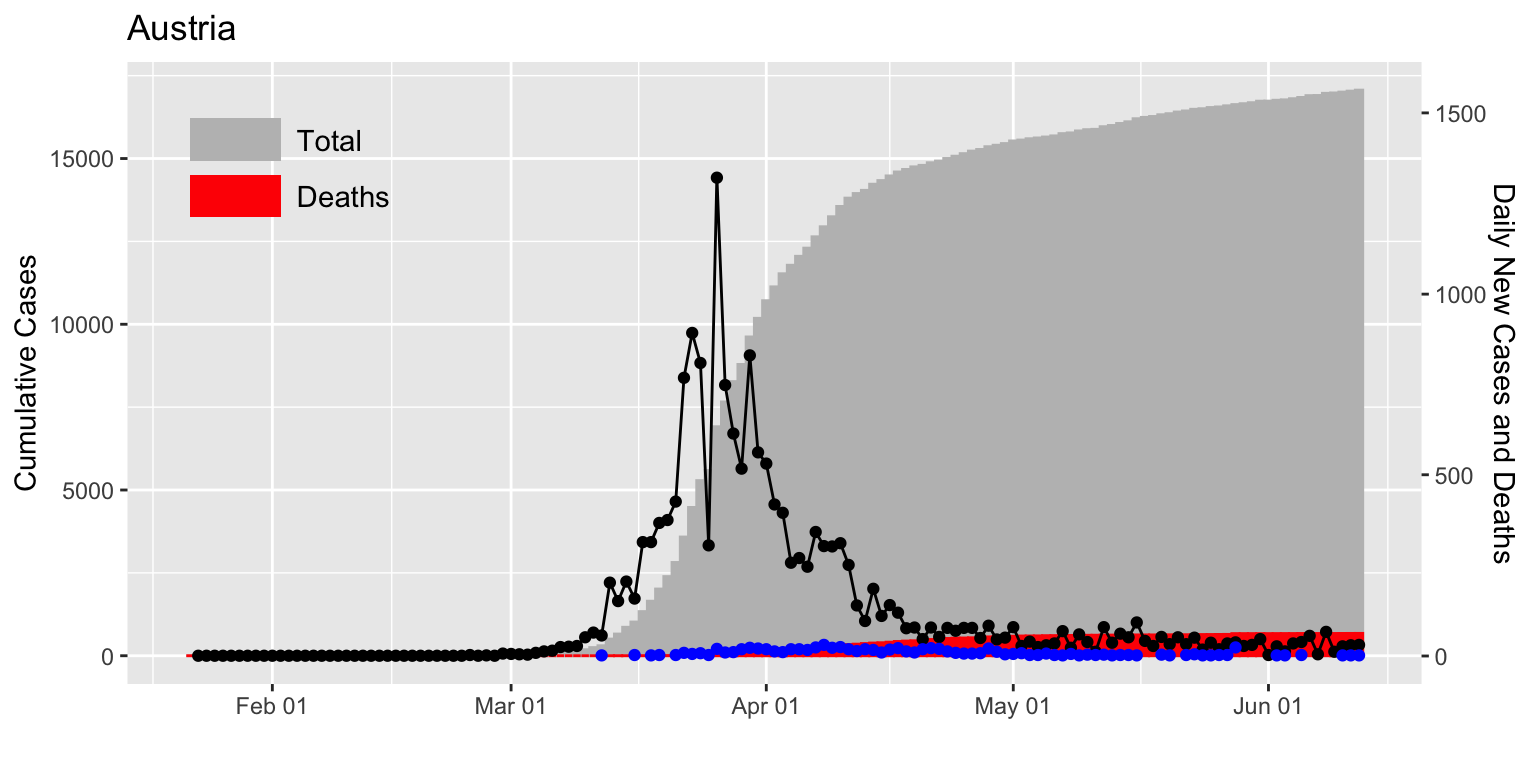 Austria
Total
Deaths
Cumulative Cases
15000
10000
5000
0
1500
1000
500
0
Daily New Cases and Deaths
Feb 01
Mar 01
Apr 01
May 01
Jun 01